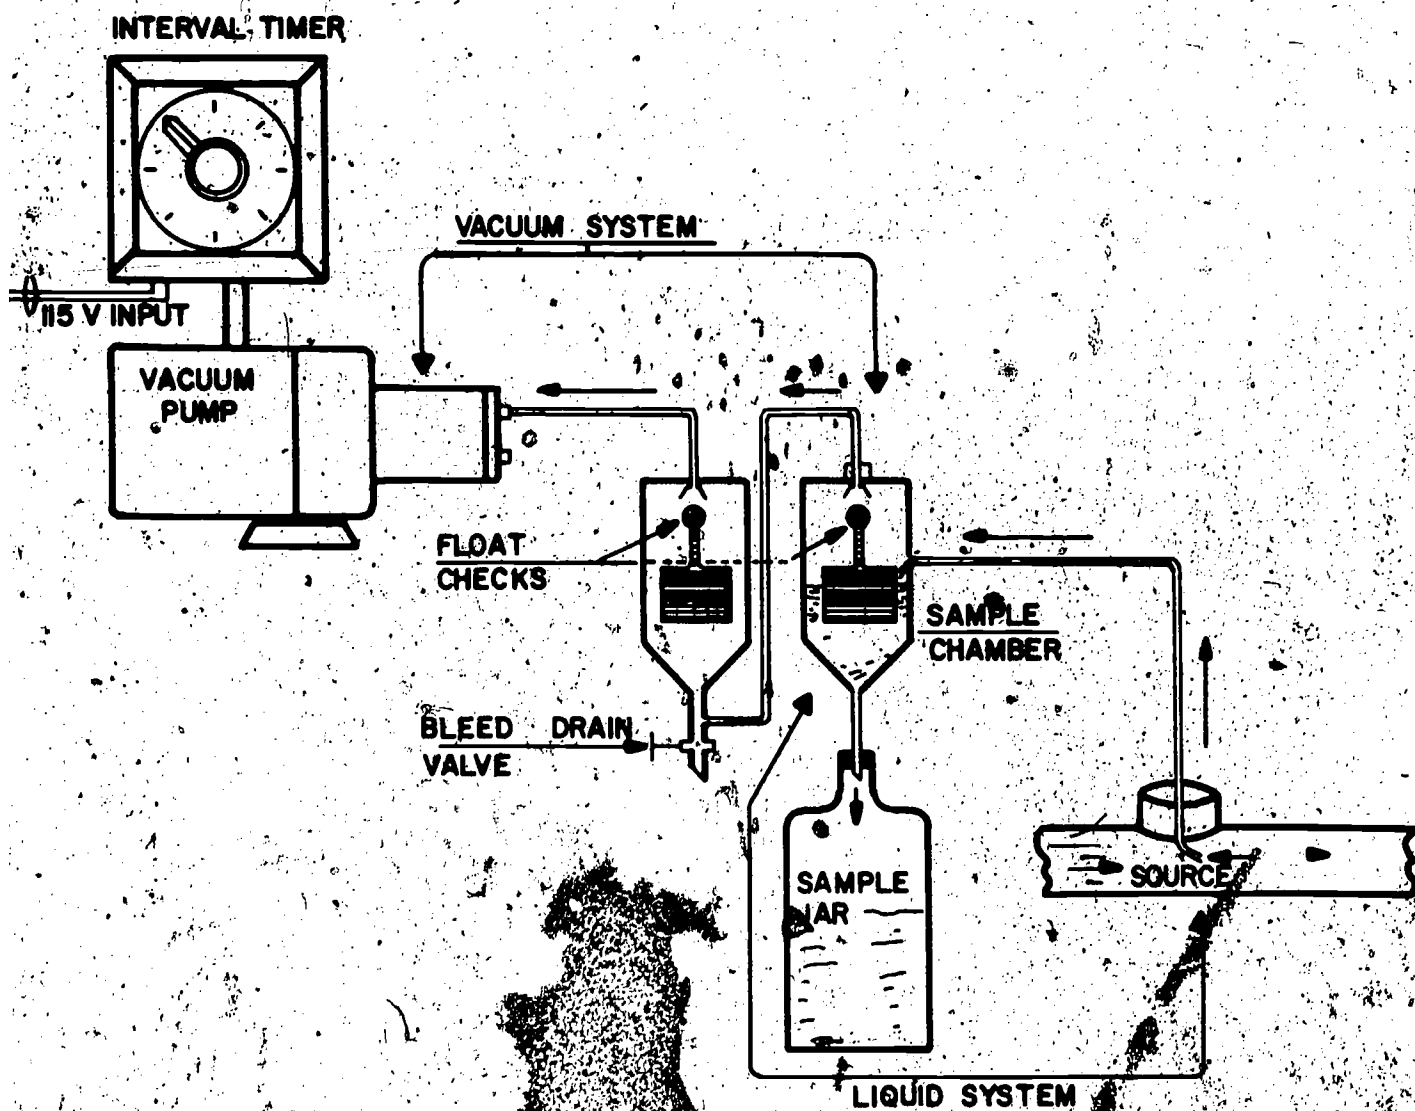 INTERVAL TIMER
115 V INPUT
VACUUM SYSTEM
VACUUM
PUMP
FLOAT
CHECKS
SAMPLE
CHAMBER
BLEED DRAIN
VALVE
SAMPLE
JAR
SOURCE
LIQUID SYSTEM